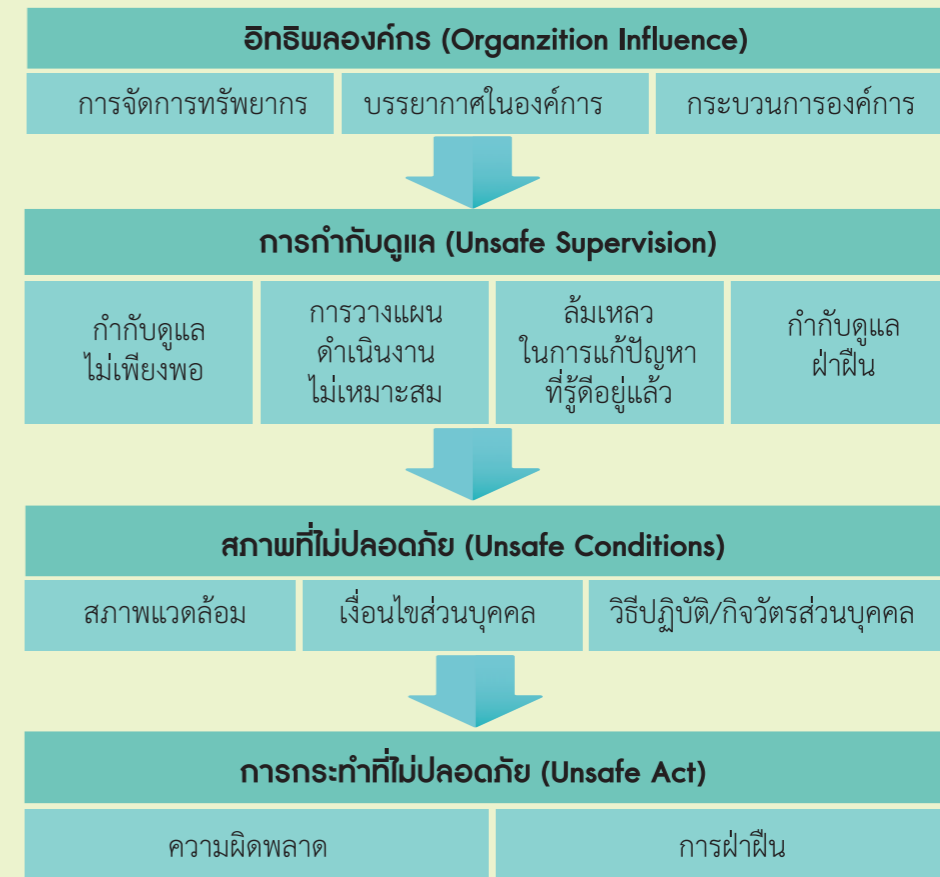 อิทธิพลองค์กร (Organzition Influence)
การจัดการทรัพยากร
บรรยากาศในองค์การ
กระบวนการองค์การ
การกำกับดูแล (Unsafe Supervision)
กำกับดูแล
ไม่เพียงพอ
การวางแผน
ดำเนินงาน
ไม่เหมาะสม
ล้มเหลว
ในการแก้ปัญหา
ที่รู้ดีอยู่แล้ว
กำกับดูแล
ฝ่าฝืน
สภาพที่ไม่ปลอดภัย (Unsafe Conditions)
สภาพแวดล้อม
เงื่อนไขส่วนบุคคล
วิธีปฏิบัติ/กิจวัตรส่วนบุคคล
การกระทำที่ไม่ปลอดภัย (Unsafe Act)
ความผิดพลาด
การฝ่าฝืน